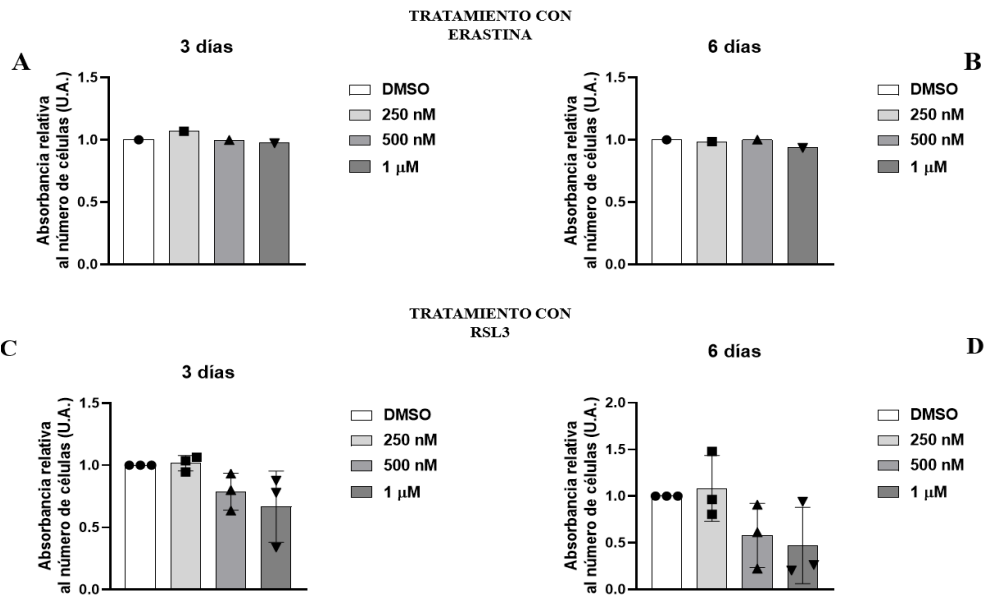 TRATAMIENTO CON
ERASTINA
A
3 días
Absorbancia relativa
al número de células (U.A.)
1.5
1.0
0.5
0.0
DMSO
250 nM
500 nM
1 μM
B
6 días
Absorbancia relativa
al número de células (U.A.)
1.5
1.0
0.5
0.0
DMSO
250 nM
500 nM
1 μM
TRATAMIENTO CON
RSL3
C
3 días
Absorbancia relativa
al número de células (U.A.)
1.5
1.0
0.5
0.0
DMSO
250 nM
500 nM
1 μM
D
6 días
Absorbancia relativa
al número de células (U.A.)
2.0
1.5
1.0
0.5
0.0
DMSO
250 nM
500 nM
1 μM